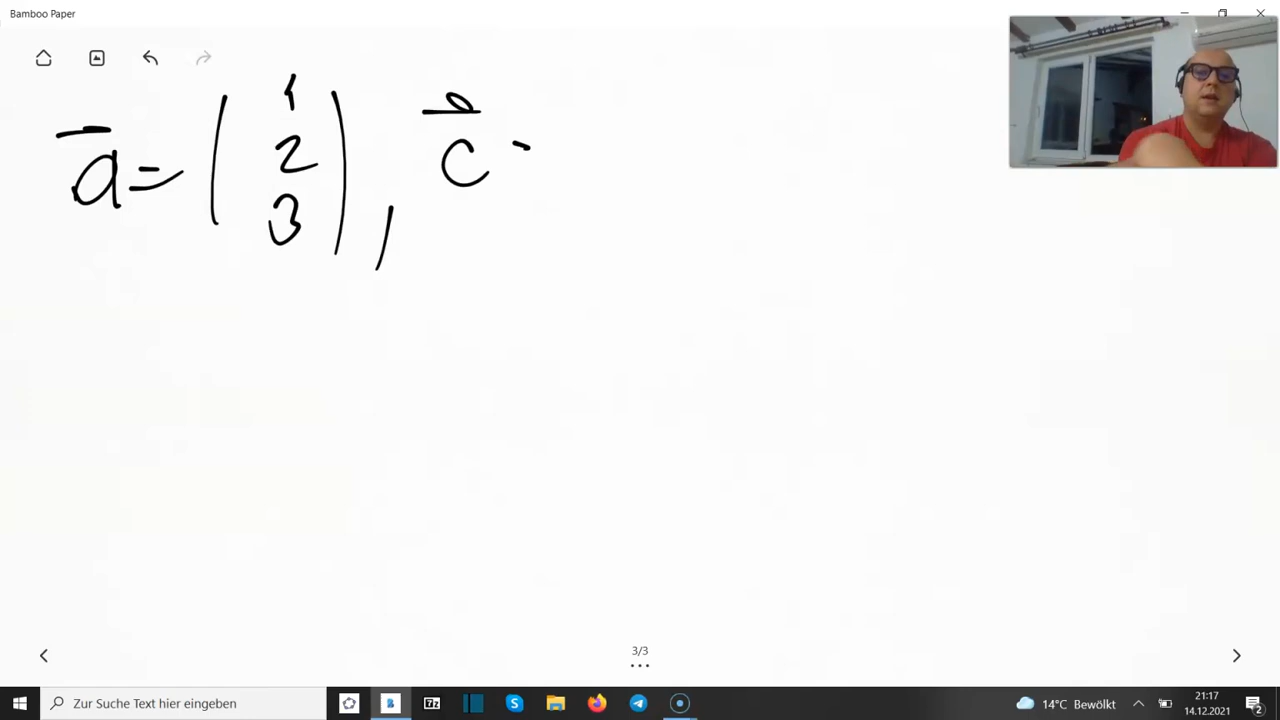 Bamboo Paper
a = ( 1 2 3 ) , c
3/3
Zur Suche Text hier eingeben
14°C Bewölkt
21:17
14.12.2021
2